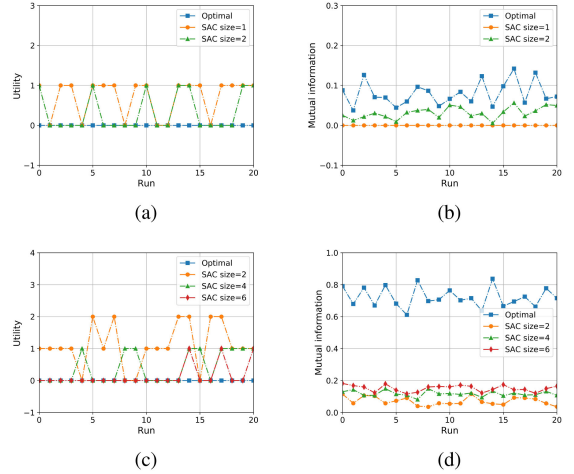 3
2
1
0
−1
Utility
0
5
10
15
20
Run
Optimal
SAC size=1
SAC size=2
(a)
0.3
0.2
0.1
0.0
−0.1
Mutual information
0
5
10
15
20
Run
Optimal
SAC size=1
SAC size=2
(b)
4
3
2
1
0
−1
Utility
0
5
10
15
20
Run
Optimal
SAC size=2
SAC size=4
SAC size=6
(c)
1.0
0.8
0.6
0.4
0.2
0.0
Mutual information
0
5
10
15
20
Run
Optimal
SAC size=2
SAC size=4
SAC size=6
(d)